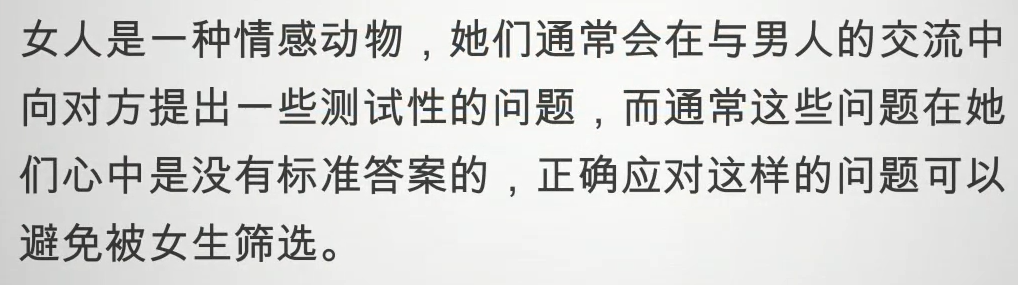 女人是一种情感动物，她们通常会在与男人的交流中
向对方提出一些测试性的问题，而通常这些问题在她
们心中是没有标准答案的，正确应对这样的问题可以
避免被女生筛选。